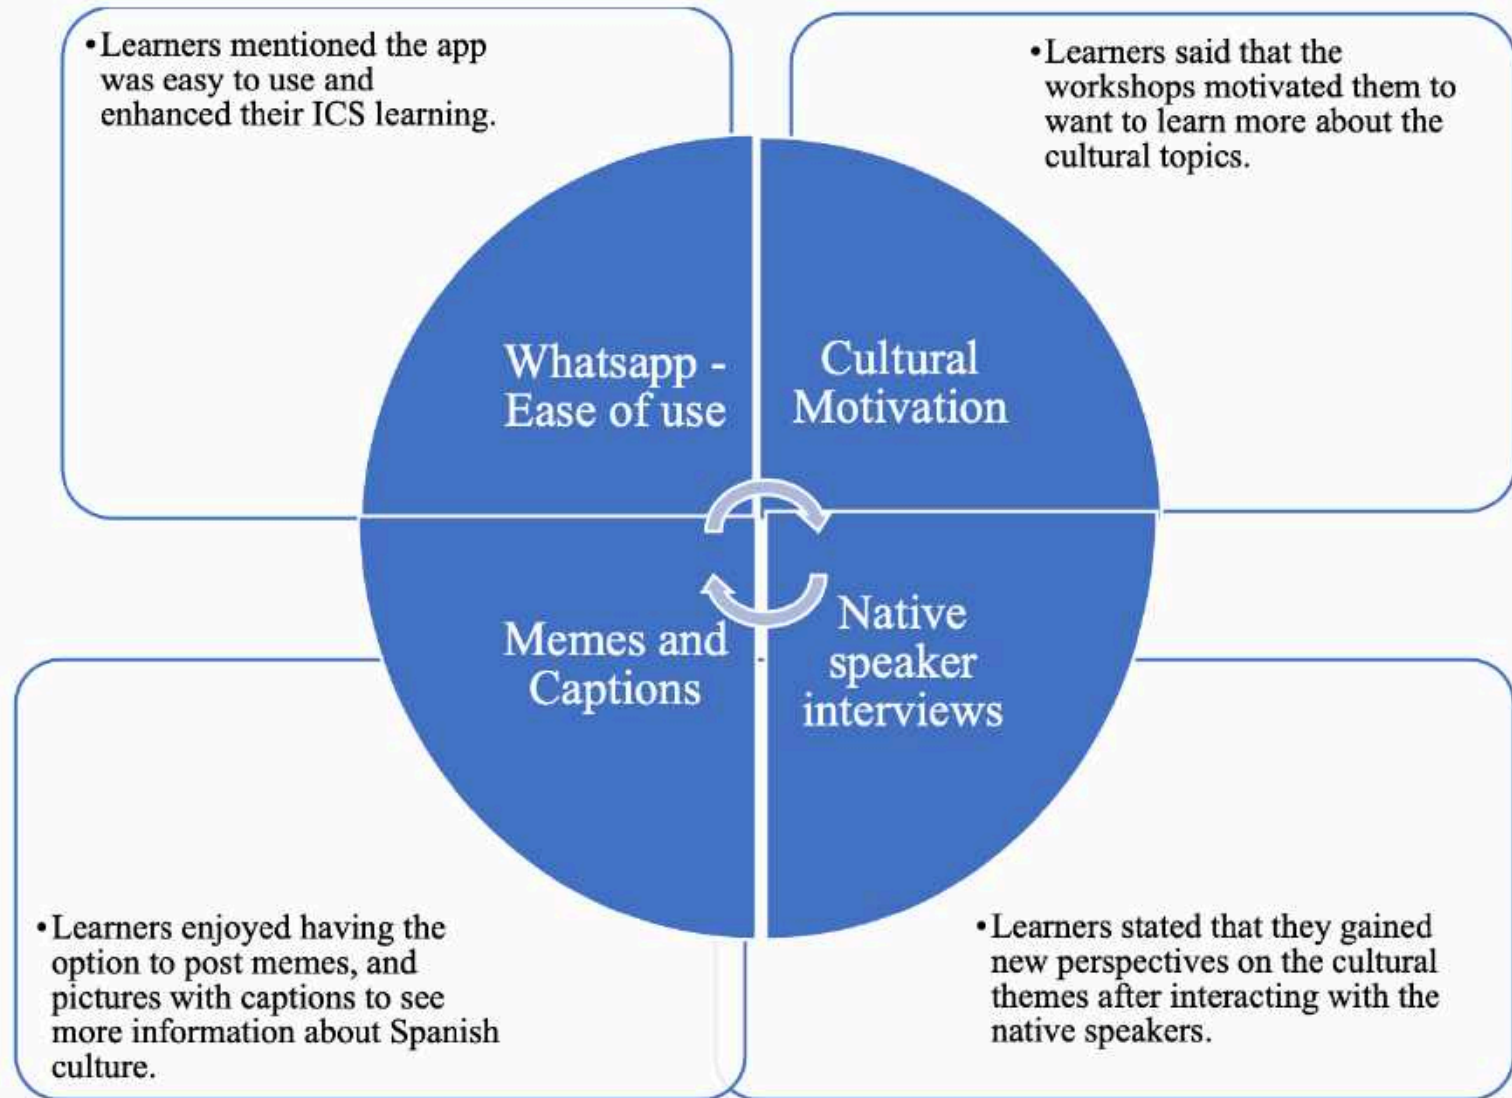 •Learners mentioned the app
was easy to use and
enhanced their ICS learning.
•Learners said that the
workshops motivated them to
want to learn more about the
cultural topics.
Whatsapp -
Ease of use
Cultural
Motivation
Memes and
Captions
Native
speaker
interviews
•Learners enjoyed having the
option to post memes, and
pictures with captions to see
more information about Spanish
culture.
•Learners stated that they gained
new perspectives on the cultural
themes after interacting with the
native speakers.